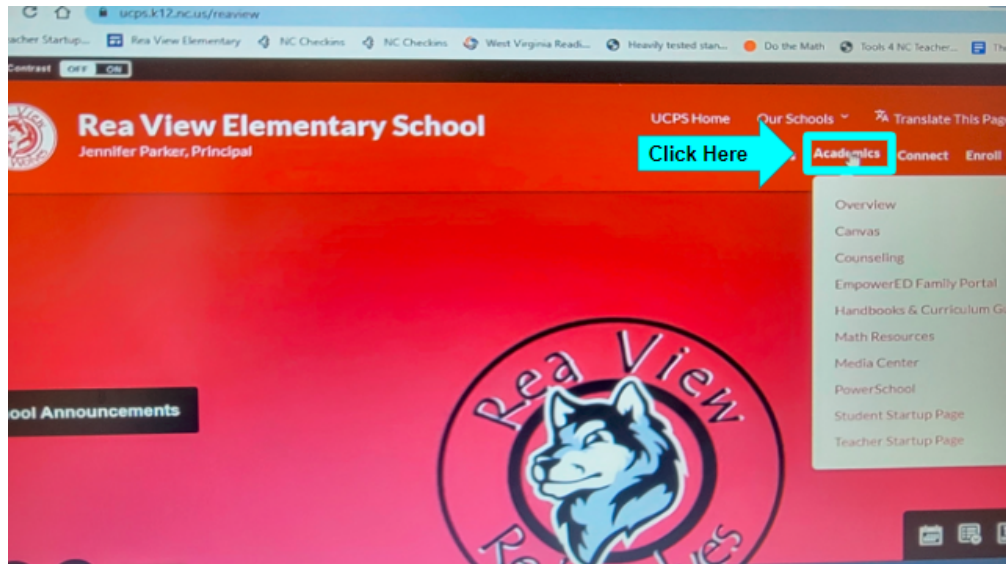 ucps.k12.nc.us/reaview
acher Startup... Rea View Elementary NC Checkins NC Checkins West Virginia Readi... Heavily tested stan... Do the Math Tools 4 NC Teacher... Th
Contrast OFF ON
Rea View Elementary School
Jennifer Parker, Principal
UCPS Home Our Schools Translate This Page
Click Here
Academics Connect Enroll
Overview
Canvas
Counseling
EmpowerED Family Portal
Handbooks & Curriculum G
Math Resources
Media Center
PowerSchool
Student Startup Page
Teacher Startup Page
ool Announcements
Rea View